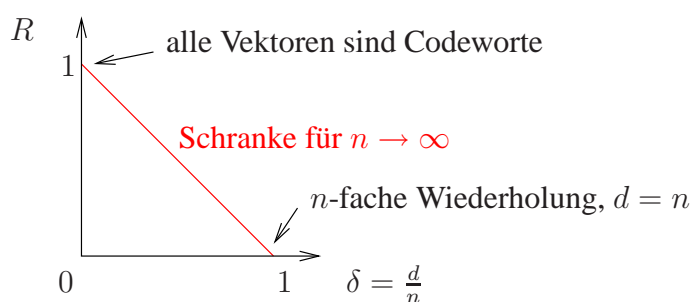 R
alle Vektoren sind Codeworte
1
Schranke für n → ∞
n-fache Wiederholung, d = n
0
1
δ = d/n